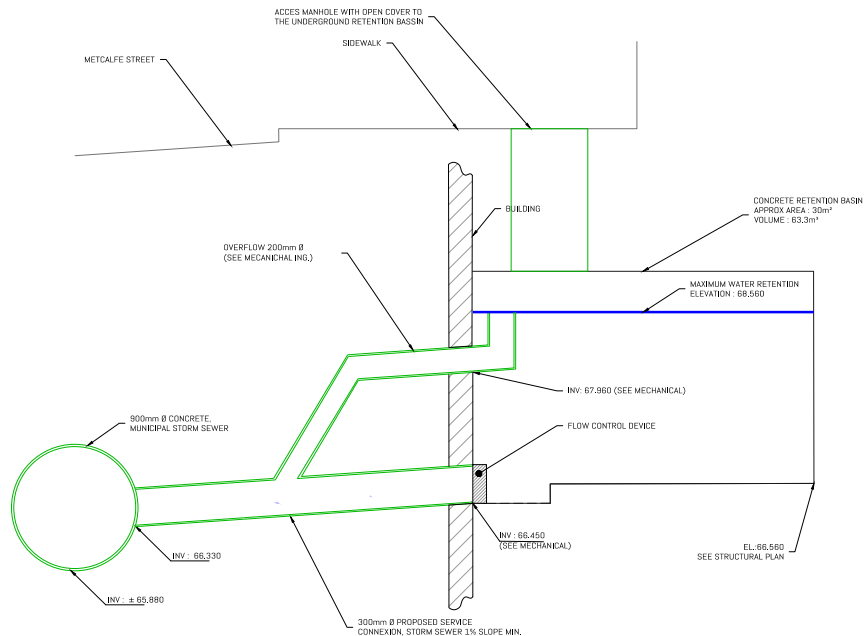 ACCES MANHOLE WITH OPEN COVER TO
THE UNDERGROUND RETENTION BASSIN
SIDEWALK
METCALFE STREET
CONCRETE RETENTION BASIN
APPROX AREA : 30m²
VOLUME : 63.3m³
BUILDING
OVERFLOW 200mm Ø
(SEE MECANICHAL ING.)
MAXIMUM WATER RETENTION
ELEVATION : 68.560
INV: 67.960 (SEE MECHANICAL)
900mm Ø CONCRETE,
MUNICIPAL STORM SEWER
FLOW CONTROL DEVICE
INV : 66.450
(SEE MECHANICAL)
EL.:66.560
SEE STRUCTURAL PLAN
INV : 66.330
INV : ± 65.880
300mm Ø PROPOSED SERVICE
CONNEXION, STORM SEWER 1% SLOPE MIN.